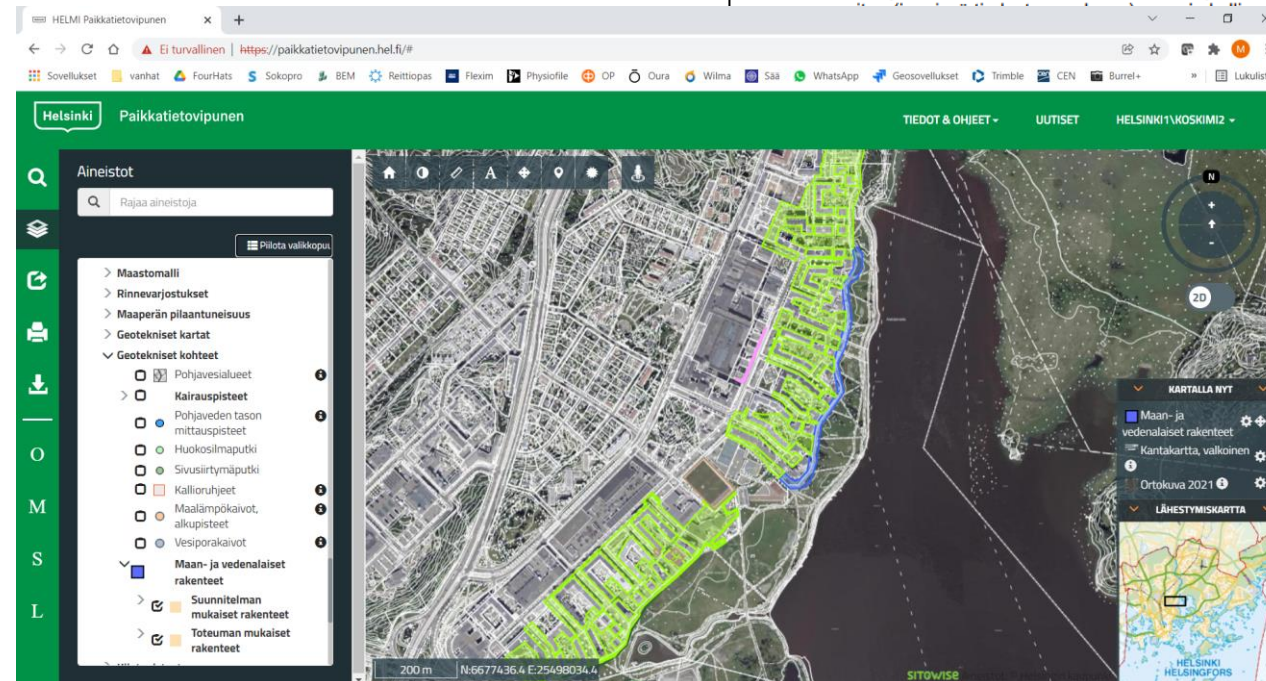 HELMI Paikkatietovipunen
Ei turvallinen | https://paikkatietovipunen.hel.fi/#
M
Sovellukset vanhat FourHats Sokopro BEM Reittiopas Flexim Physiofile OP Oura Wilma Sää WhatsApp Geosovellukset Trimble CEN Burrel+ » Lukulist
Helsinki Paikkatietovipunen TIEDOT & OHJEET UUTISET HELSINKI1\KOSKIMI2
Aineistot
Rajaa aineistoja
Piilota valikkopuu
Maastomalli
Rinnevarjostukset
Maaperän pilaantuneisuus
Geotekniset kartat
Geotekniset kohteet
Pohjavesialueet
Kairauspisteet
Pohjaveden tason
mittauspisteet
Huokosilmaputki
Sivusiirtymäputki
Kallioruhjeet
Maalämpökaivot,
alkupisteet
Vesiporakaivot
Maan- ja vedenalaiset
rakenteet
Suunnitelman
mukaiset rakenteet
Toteuman mukaiset
rakenteet
O
M
S
L
A
N
2D
KARTALLA NYT
Maan- ja
vedenalaiset rakenteet
Kantakartta, valkoinen
Ortokuva 2021
LÄHESTYMISKARTTA
HELSINKI
HELSINGFORS
200 m N:6677436.4 E:25498034.4
SITOWISE